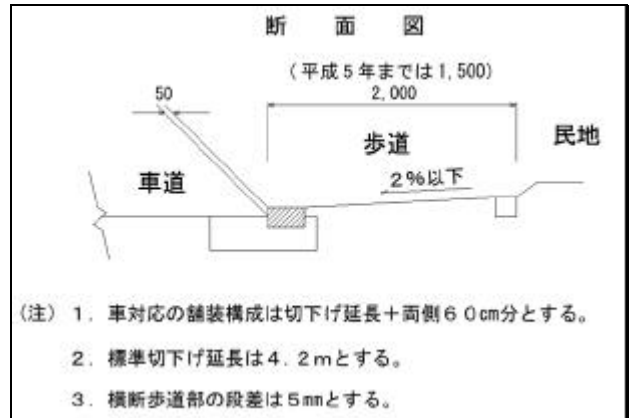 断 面 図
（平成５年までは1,500）
50
2,000
歩道
民地
車道
２％以下
（注） １．車対応の舗装構成は切下げ延長＋両側６０㎝分とする。
２．標準切下げ延長は４．２ｍとする。
３．横断歩道部の段差は５㎜とする。